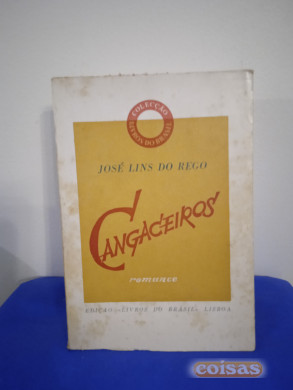 COLECÇÃO
LIVROS DO BRASIL
JOSÉ LINS DO REGO
CANGACEIROS
romance
EDIÇÃO «LIVROS DO BRASIL» LISBOA
coisas